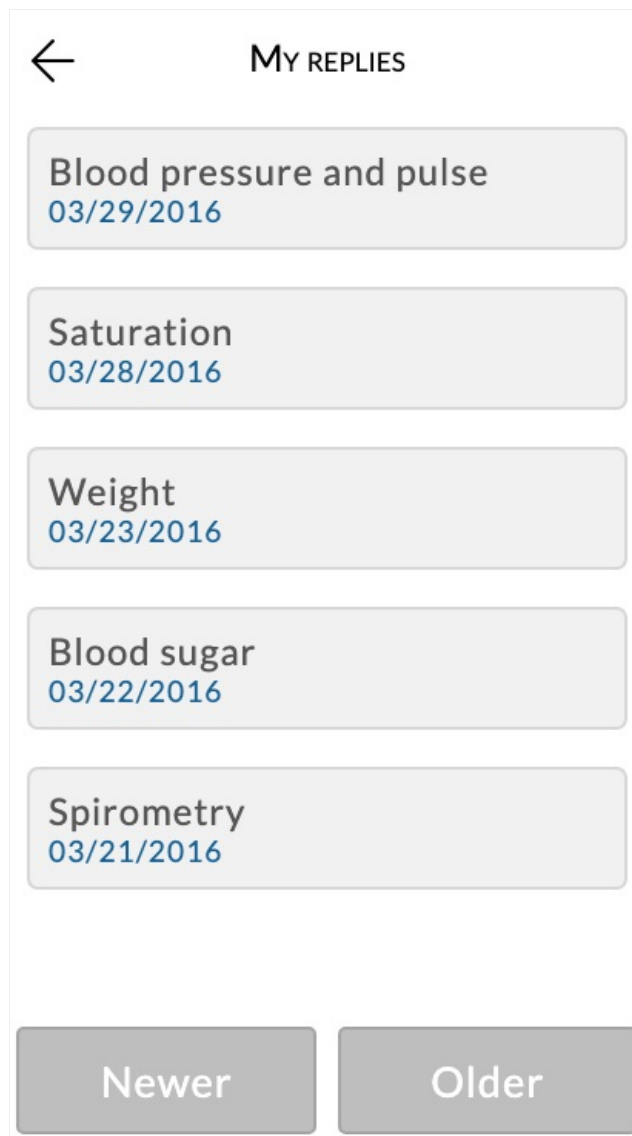 My replies
Blood pressure and pulse
03/29/2016
Saturation
03/28/2016
Weight
03/23/2016
Blood sugar
03/22/2016
Spirometry
03/21/2016
Newer Older